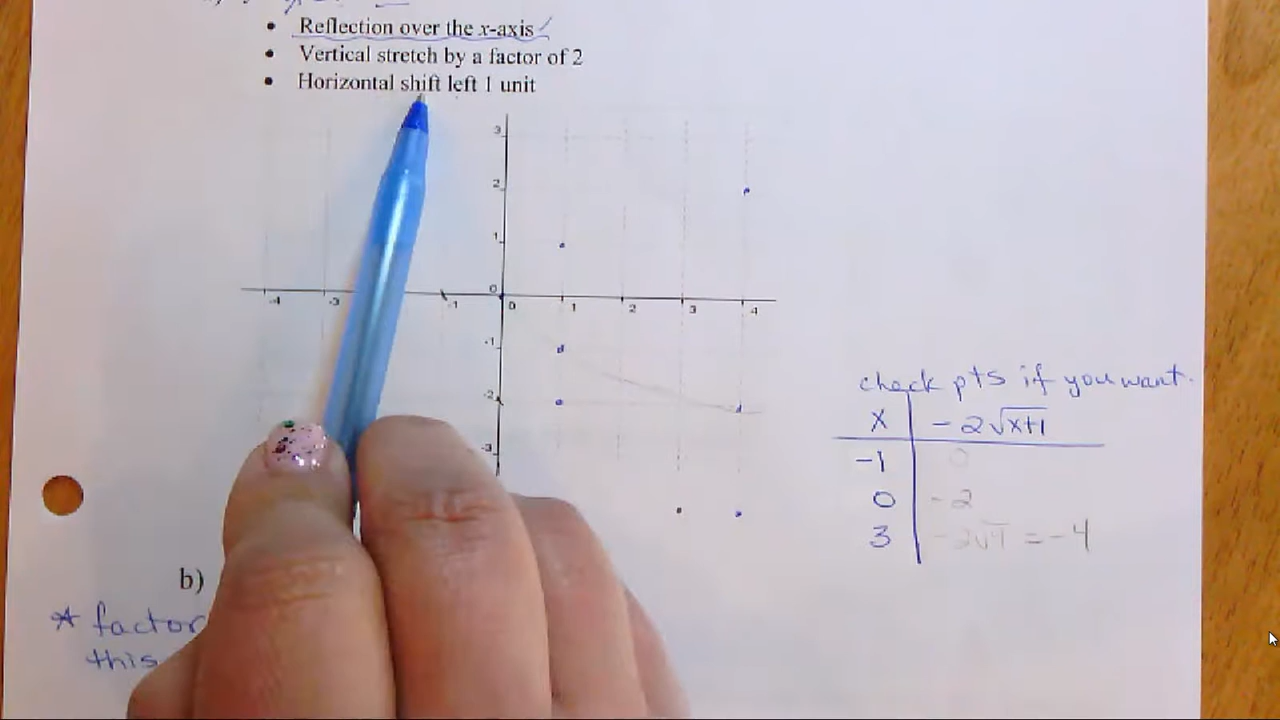 • Reflection over the x-axis ✓
• Vertical stretch by a factor of 2
• Horizontal shift left 1 unit
3
2
1
0
-4 -3 -1 0 1 2 3 4
-1
-2
-3
check pts if you want.
x -2√x+1
-1 0
0 -2
3 -2√4 = -4
b)
* factor
this